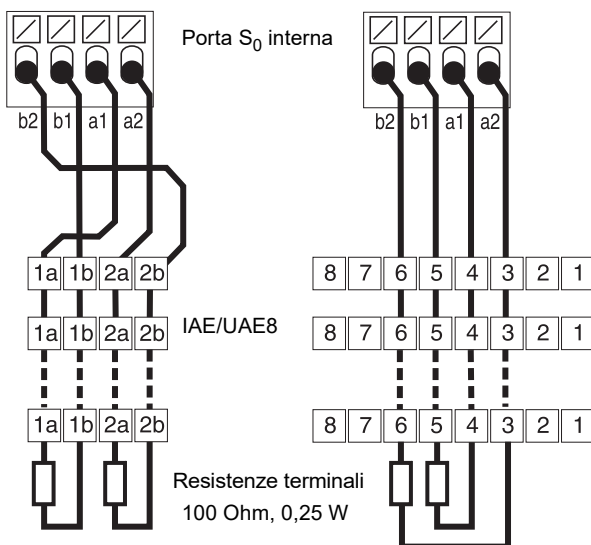 Porta S0 interna
b2 b1 a1 a2
b2 b1 a1 a2
1a 1b 2a 2b
8 7 6 5 4 3 2 1
1a 1b 2a 2b
IAE/UAE8
8 7 6 5 4 3 2 1
1a 1b 2a 2b
8 7 6 5 4 3 2 1
Resistenze terminali
100 Ohm, 0,25 W